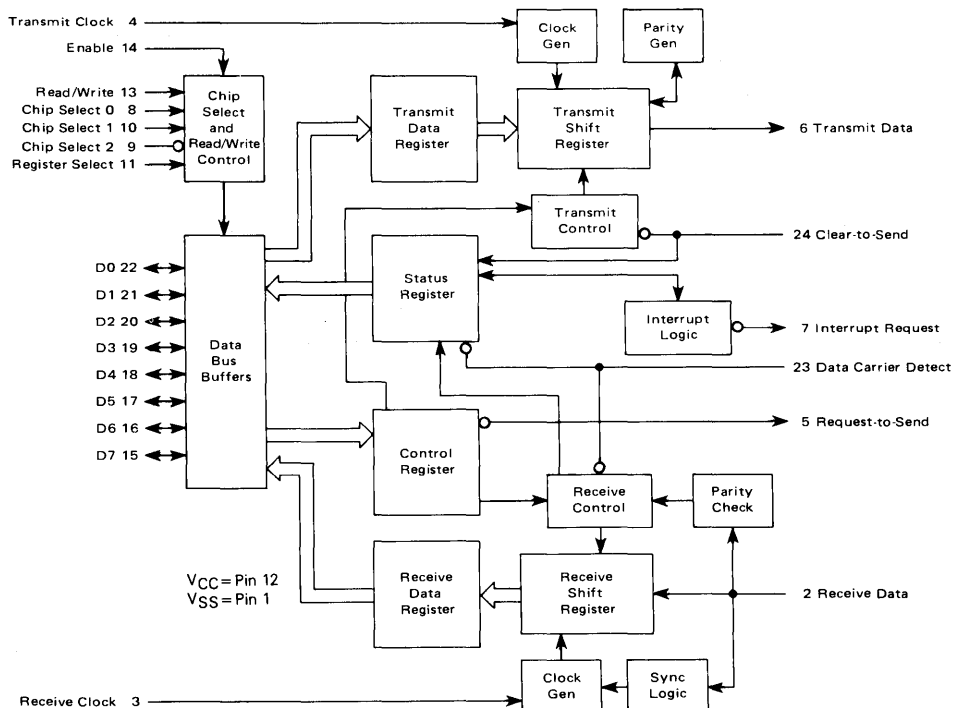 Transmit Clock 4
Enable 14
Read/Write 13
Chip Select 0 8
Chip Select 1 10
Chip Select 2 9
Register Select 11
Chip
Select
and
Read/Write
Control
Clock
Gen
Parity
Gen
Transmit
Data
Register
Transmit
Shift
Register
6 Transmit Data
Transmit
Control
24 Clear-to-Send
D0 22
D1 21
D2 20
D3 19
D4 18
D5 17
D6 16
D7 15
Data
Bus
Buffers
Status
Register
Interrupt
Logic
7 Interrupt Request
23 Data Carrier Detect
5 Request-to-Send
Control
Register
Receive
Control
Parity
Check
VCC = Pin 12
VSS = Pin 1
Receive
Data
Register
Receive
Shift
Register
2 Receive Data
Clock
Gen
Sync
Logic
Receive Clock 3